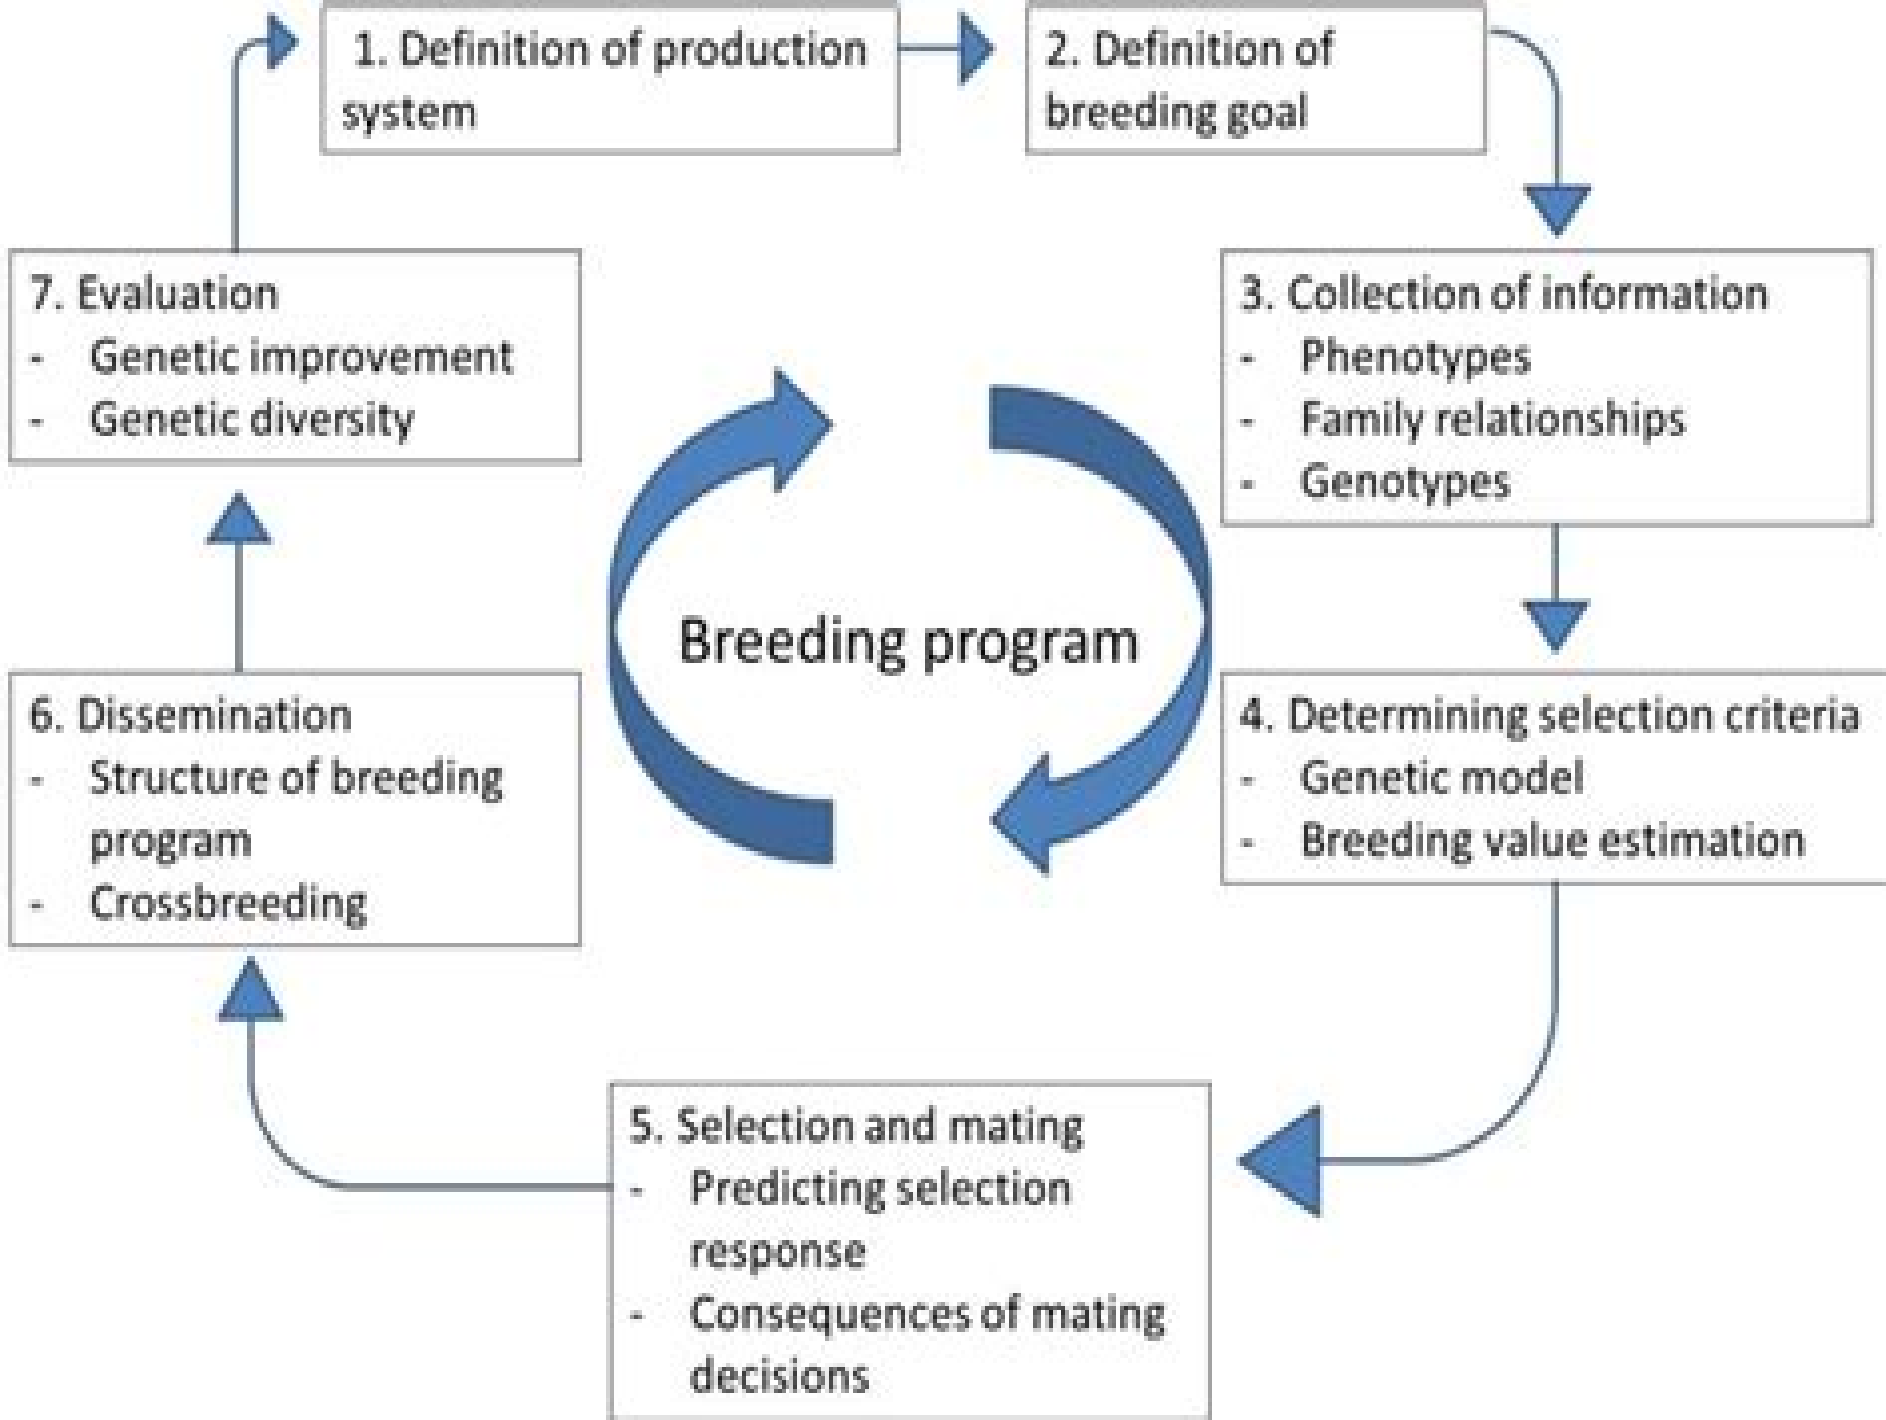 1. Definition of production
system
2. Definition of
breeding goal
3. Collection of information
- Phenotypes
- Family relationships
- Genotypes
4. Determining selection criteria
- Genetic model
- Breeding value estimation
5. Selection and mating
- Predicting selection
response
- Consequences of mating
decisions
6. Dissemination
- Structure of breeding
program
- Crossbreeding
7. Evaluation
- Genetic improvement
- Genetic diversity
Breeding program